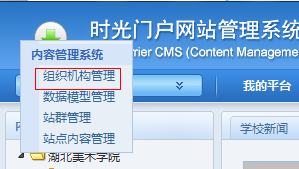 时光门户网站管理系统
rrier CMS (Content Manageme
内容管理系统
组织机构管理
数据模型管理
站群管理
站点内容管理
我的平台
学校新闻
湖北美术学院